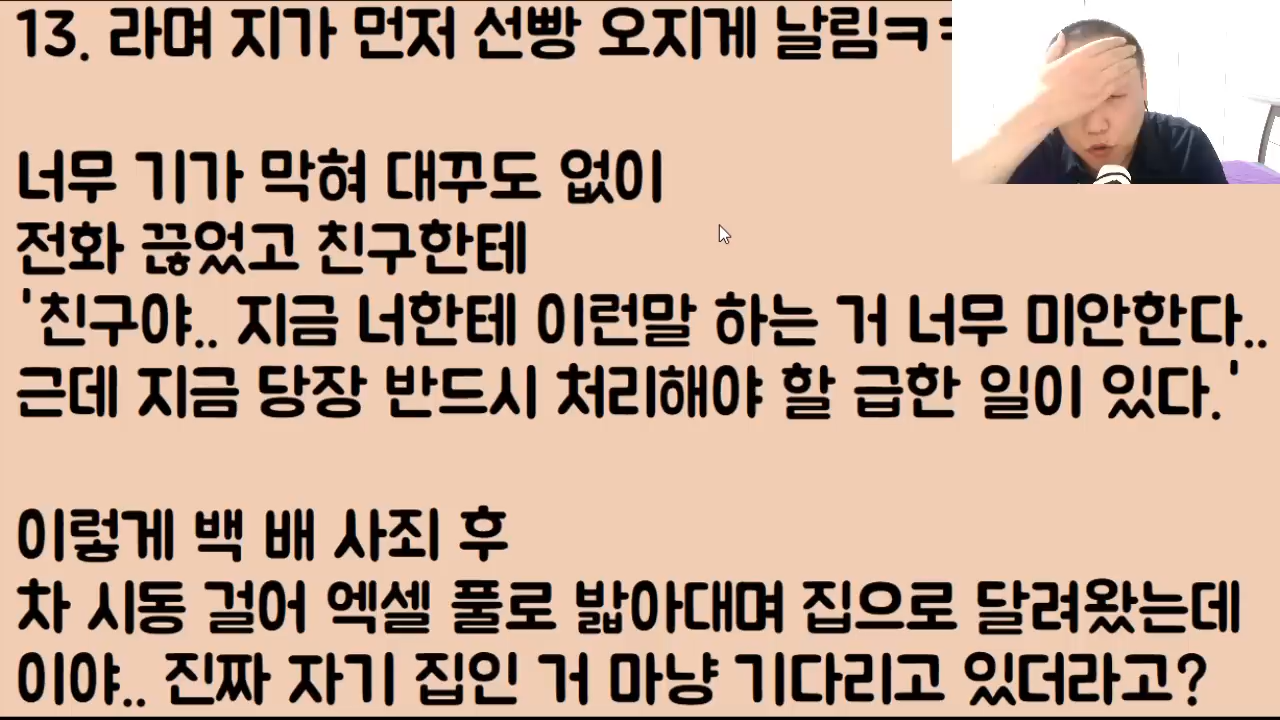 13. 라며 지가 먼저 선빵 오지게 날림ㅋㅋ
너무 기가 막혀 대꾸도 없이
전화 끊었고 친구한테
'친구야.. 지금 너한테 이런말 하는 거 너무 미안한다..
근데 지금 당장 반드시 처리해야 할 급한 일이 있다.'
이렇게 백 배 사죄 후
차 시동 걸어 엑셀 풀로 밟아대며 집으로 달려왔는데
이야.. 진짜 자기 집인 거 마냥 기다리고 있더라고?